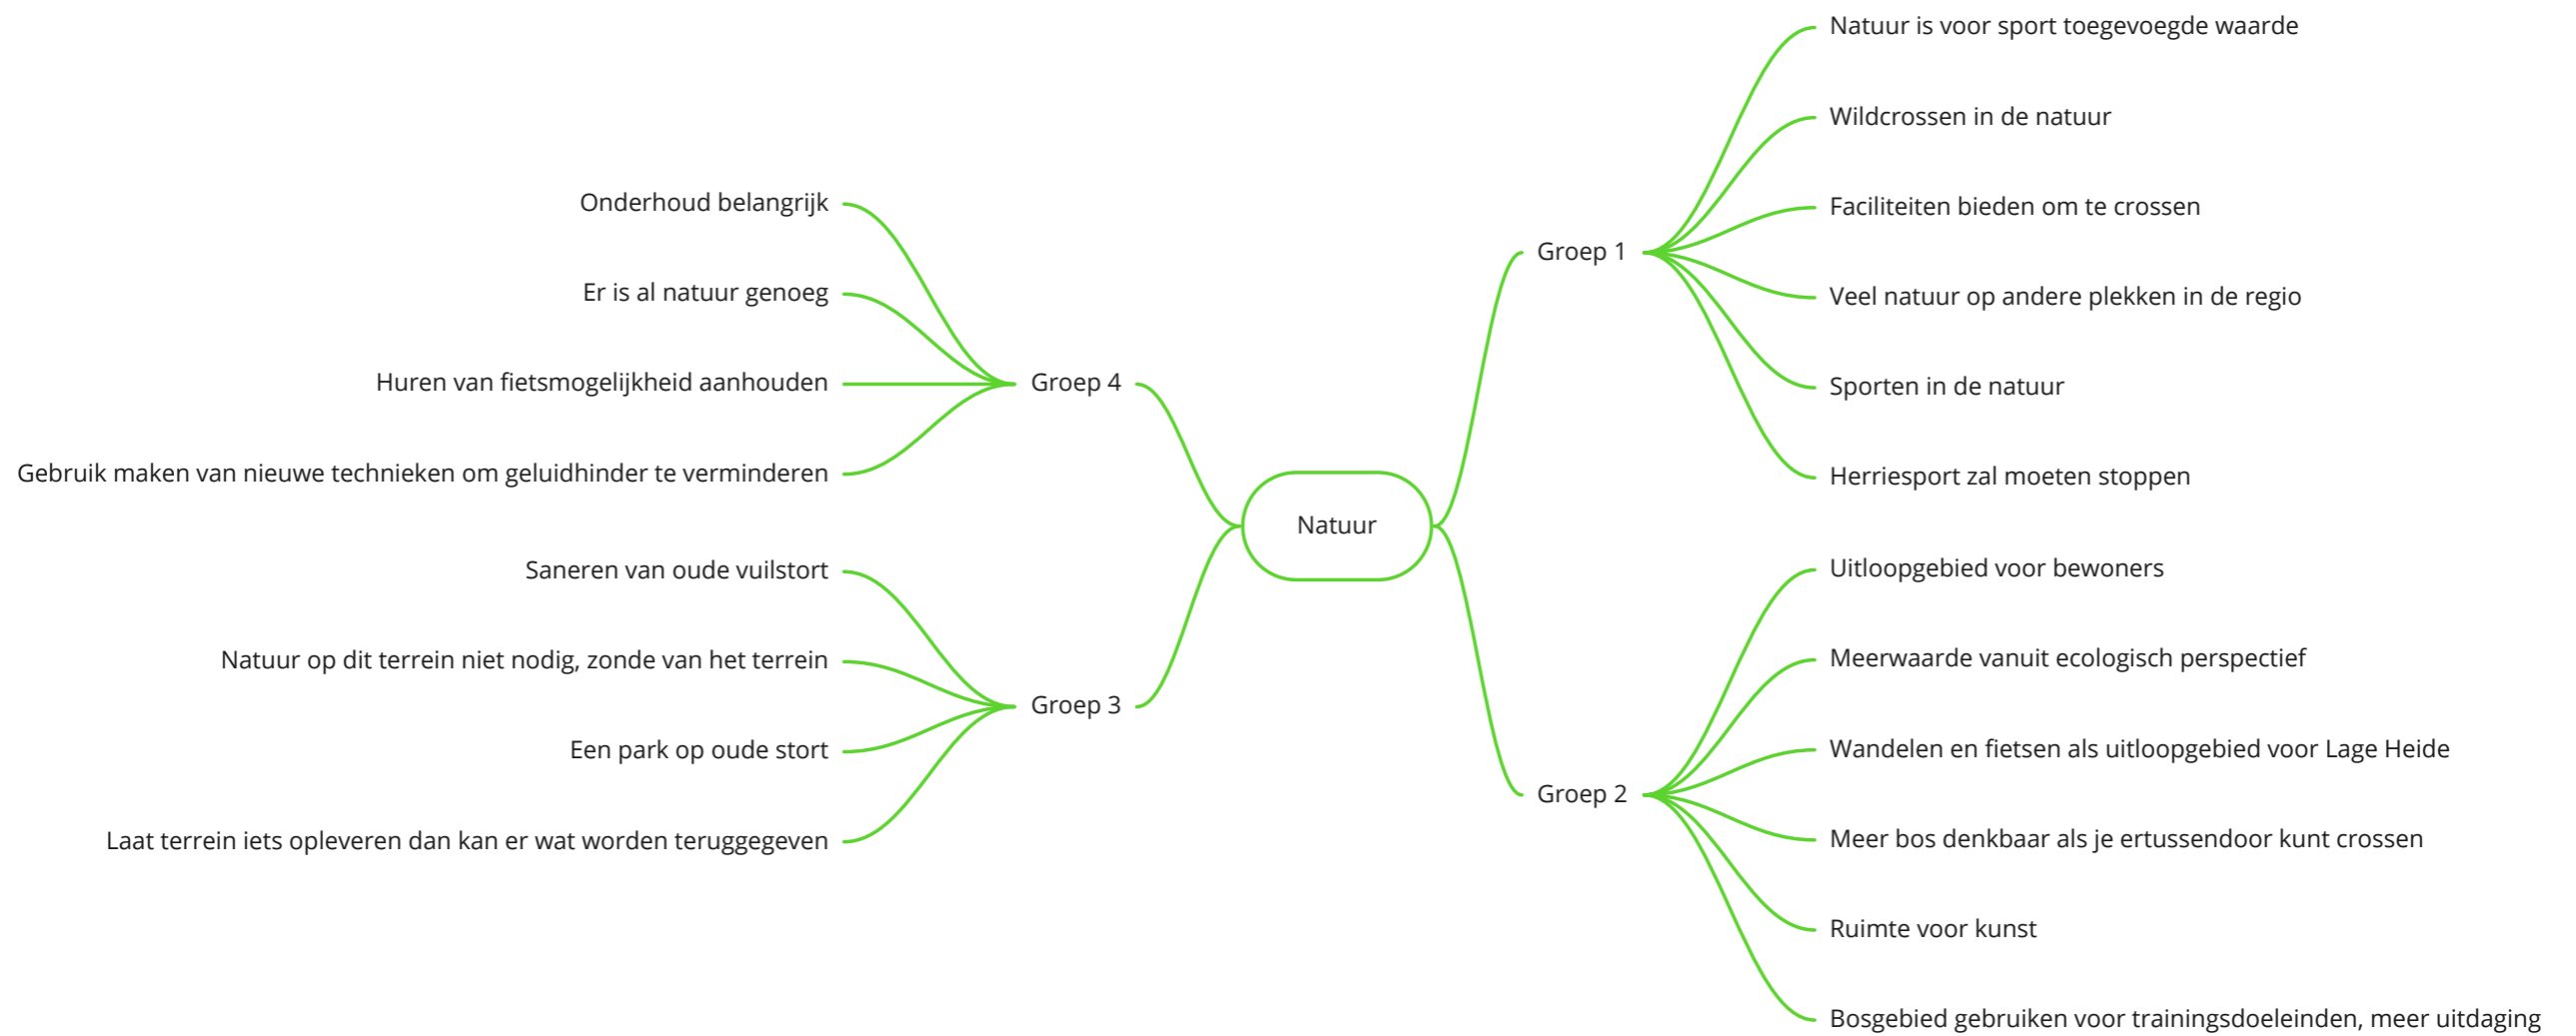 Natuur
Groep 1
Natuur is voor sport toegevoegde waarde
Wildcrossen in de natuur
Faciliteiten bieden om te crossen
Veel natuur op andere plekken in de regio
Sporten in de natuur
Herriesport zal moeten stoppen
Groep 2
Uitloopgebied voor bewoners
Meerwaarde vanuit ecologisch perspectief
Wandelen en fietsen als uitloopgebied voor Lage Heide
Meer bos denkbaar als je ertussendoor kunt crossen
Ruimte voor kunst
Bosgebied gebruiken voor trainingsdoeleinden, meer uitdaging
Groep 3
Saneren van oude vuilstort
Natuur op dit terrein niet nodig, zonde van het terrein
Een park op oude stort
Laat terrein iets opleveren dan kan er wat worden teruggegeven
Groep 4
Onderhoud belangrijk
Er is al natuur genoeg
Huren van fietsmogelijkheid aanhouden
Gebruik maken van nieuwe technieken om geluidhinder te verminderen